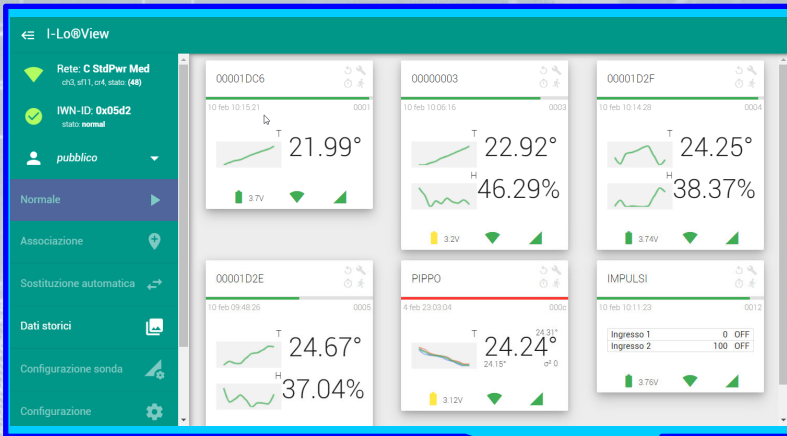 I-Lo®View
Rete: C StdPwr Med
ch3, sf11, cr4, stato: (48)
IWN-ID: 0x05d2
stato: normal
pubblico
Normale
Associazione
Sostituzione automatica
Dati storici
Configurazione sonda
Configurazione
00001DC6
10 feb 10:15:21 0001
T
21.99°
3.7V
00000003
10 feb 10:06:16 0003
T
22.92°
H
46.29%
3.2V
00001D2F
10 feb 10:14:28 0004
T
24.25°
H
38.37%
3.74V
00001D2E
10 feb 09:48:26 0005
T
24.67°
H
37.04%
PIPPO
4 feb 23:03:04 000c
T
24.31°
24.24°
24.15° σ² 0
3.12V
IMPULSI
10 feb 10:11:23 0012
Ingresso 1 0 OFF
Ingresso 2 100 OFF
3.76V